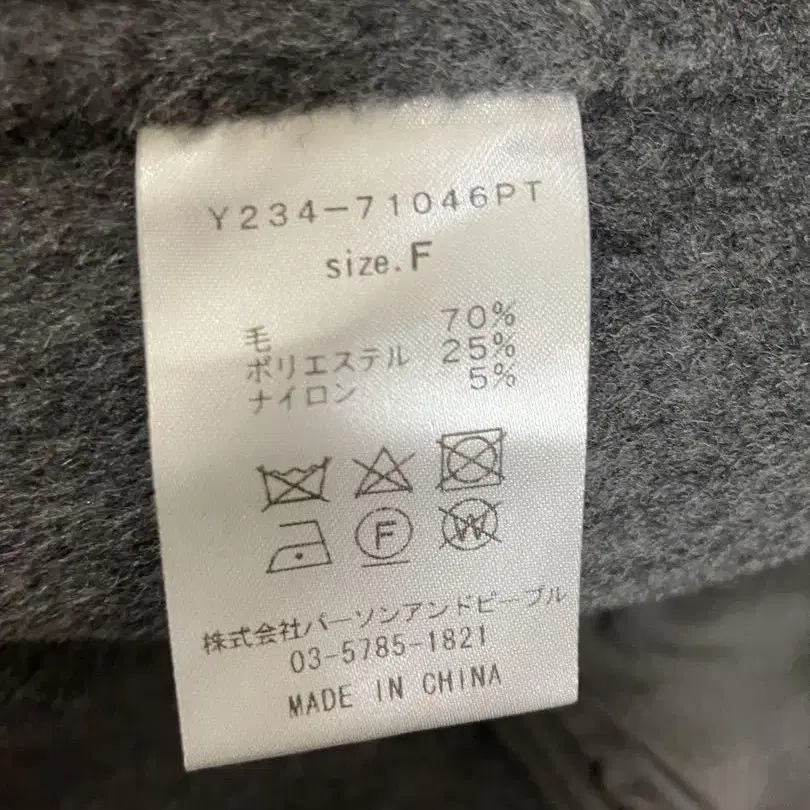 Y234-71046PT
size.F
毛 70%
ポリエステル 25%
ナイロン 5%
F
W
株式会社パーソンアンドピープル
03-5785-1821
MADE IN CHINA